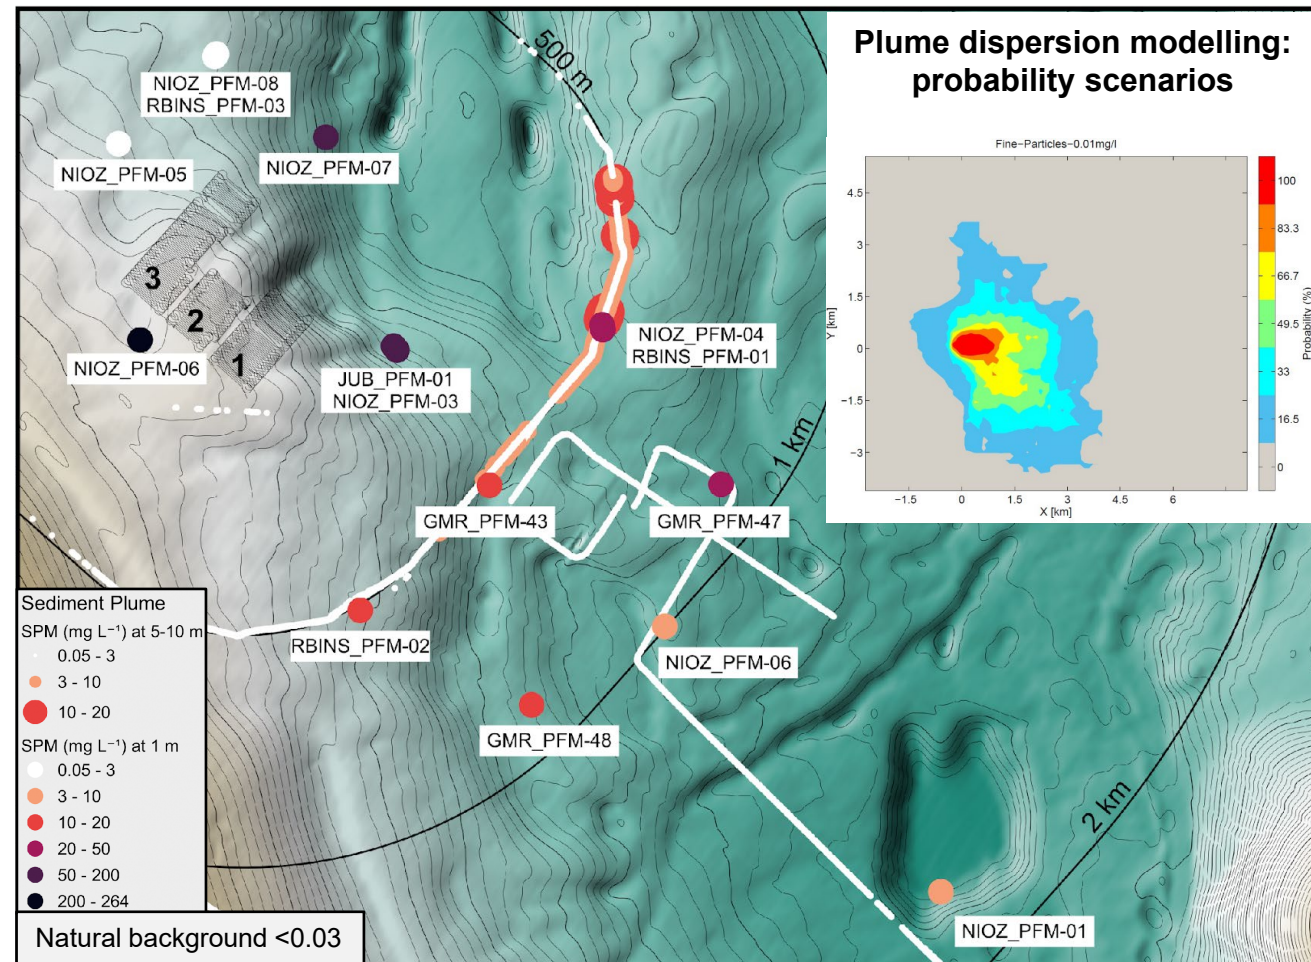 Plume dispersion modelling:
probability scenarios
500 m
NIOZ_PFM-08
RBINS_PFM-03
NIOZ_PFM-05
NIOZ_PFM-07
3
2
1
NIOZ_PFM-06
JUB_PFM-01
NIOZ_PFM-03
NIOZ_PFM-04
RBINS_PFM-01
1 km
GMR_PFM-43
GMR_PFM-47
RBINS_PFM-02
NIOZ_PFM-06
GMR_PFM-48
2 km
NIOZ_PFM-01
Fine-Particles-0.01mg/l
Y [km]
4.5
3
1.5
0
-1.5
-3
-1.5 0 1.5 3 4.5 6
X [km]
100
83.3
66.7
49.5
33
16.5
0
Probability (%)
Sediment Plume
SPM (mg L⁻¹) at 5-10 m
0.05 - 3
3 - 10
10 - 20
SPM (mg L⁻¹) at 1 m
0.05 - 3
3 - 10
10 - 20
20 - 50
50 - 200
200 - 264
Natural background <0.03